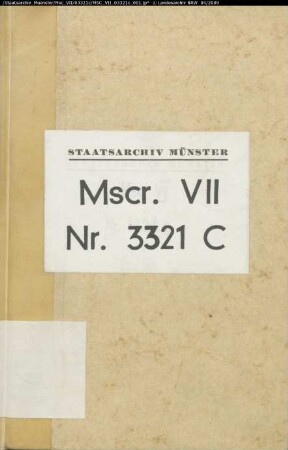 STAATSARCHIV MÜNSTER
Mscr. VII
Nr. 3321 C